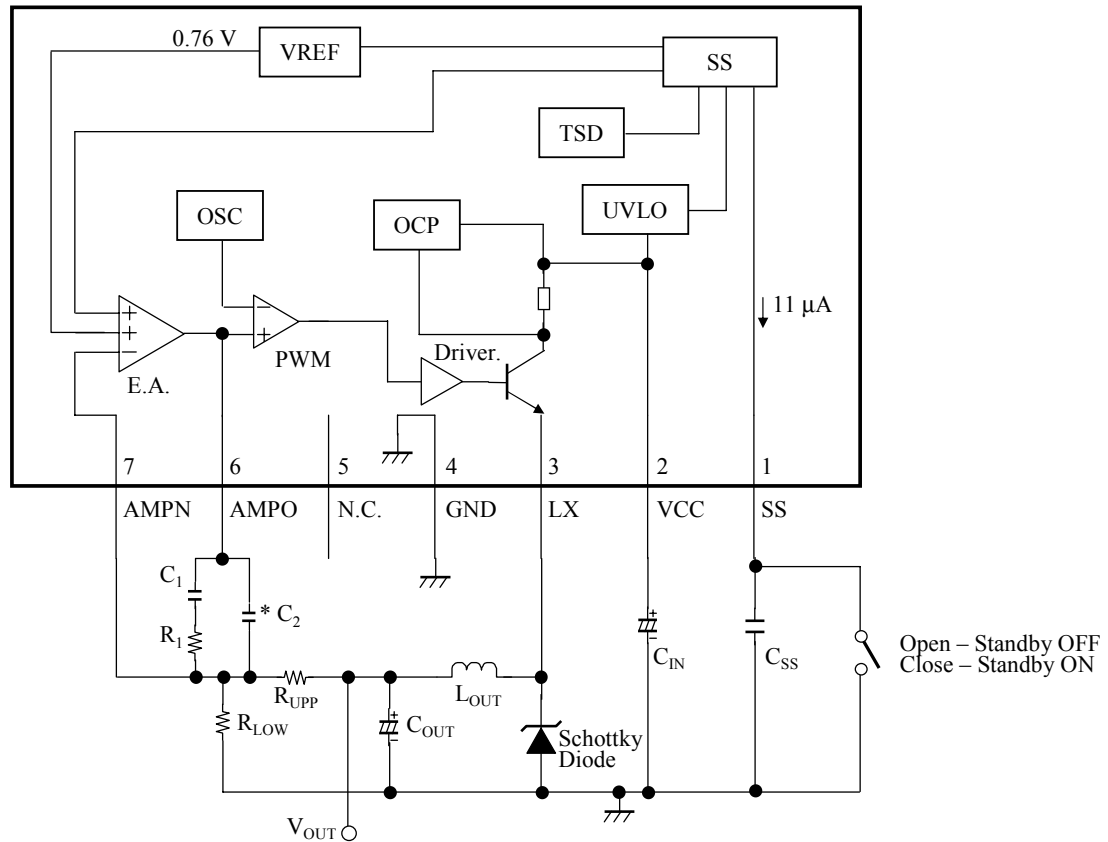 0.76 V
VREF
SS
TSD
OSC
OCP
UVLO
11 µA
+
+
−
E.A.
−
+
PWM
Driver.
7
6
5
4
3
2
1
AMPN
AMPO
N.C.
GND
LX
VCC
SS
C1
* C2
R1
RUPP
RLOW
LOUT
+
COUT
−
Schottky
Diode
+
−
CIN
CSS
Open – Standby OFF
Close – Standby ON
VOUT